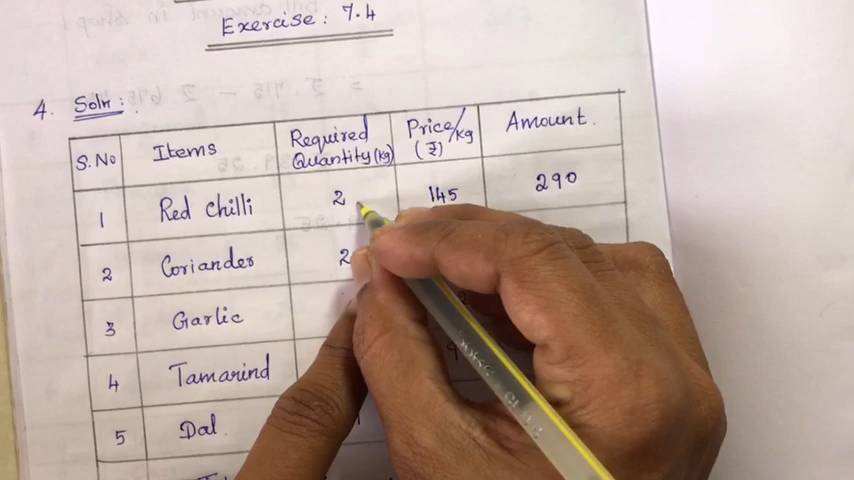 Exercise: 7.4
4. Soln:
S.No Items Required Quantity (kg) Price/kg (₹) Amount.
1 Red chilli 2 145 290
2 Coriander 2
3 Garlic
4 Tamarind 9
5 Dal.